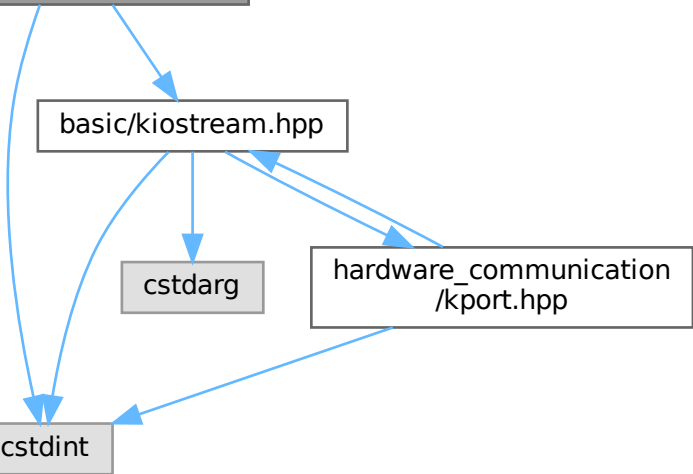 basic/kiostream.hpp
cstdarg
hardware_communication
/kport.hpp
cstdint